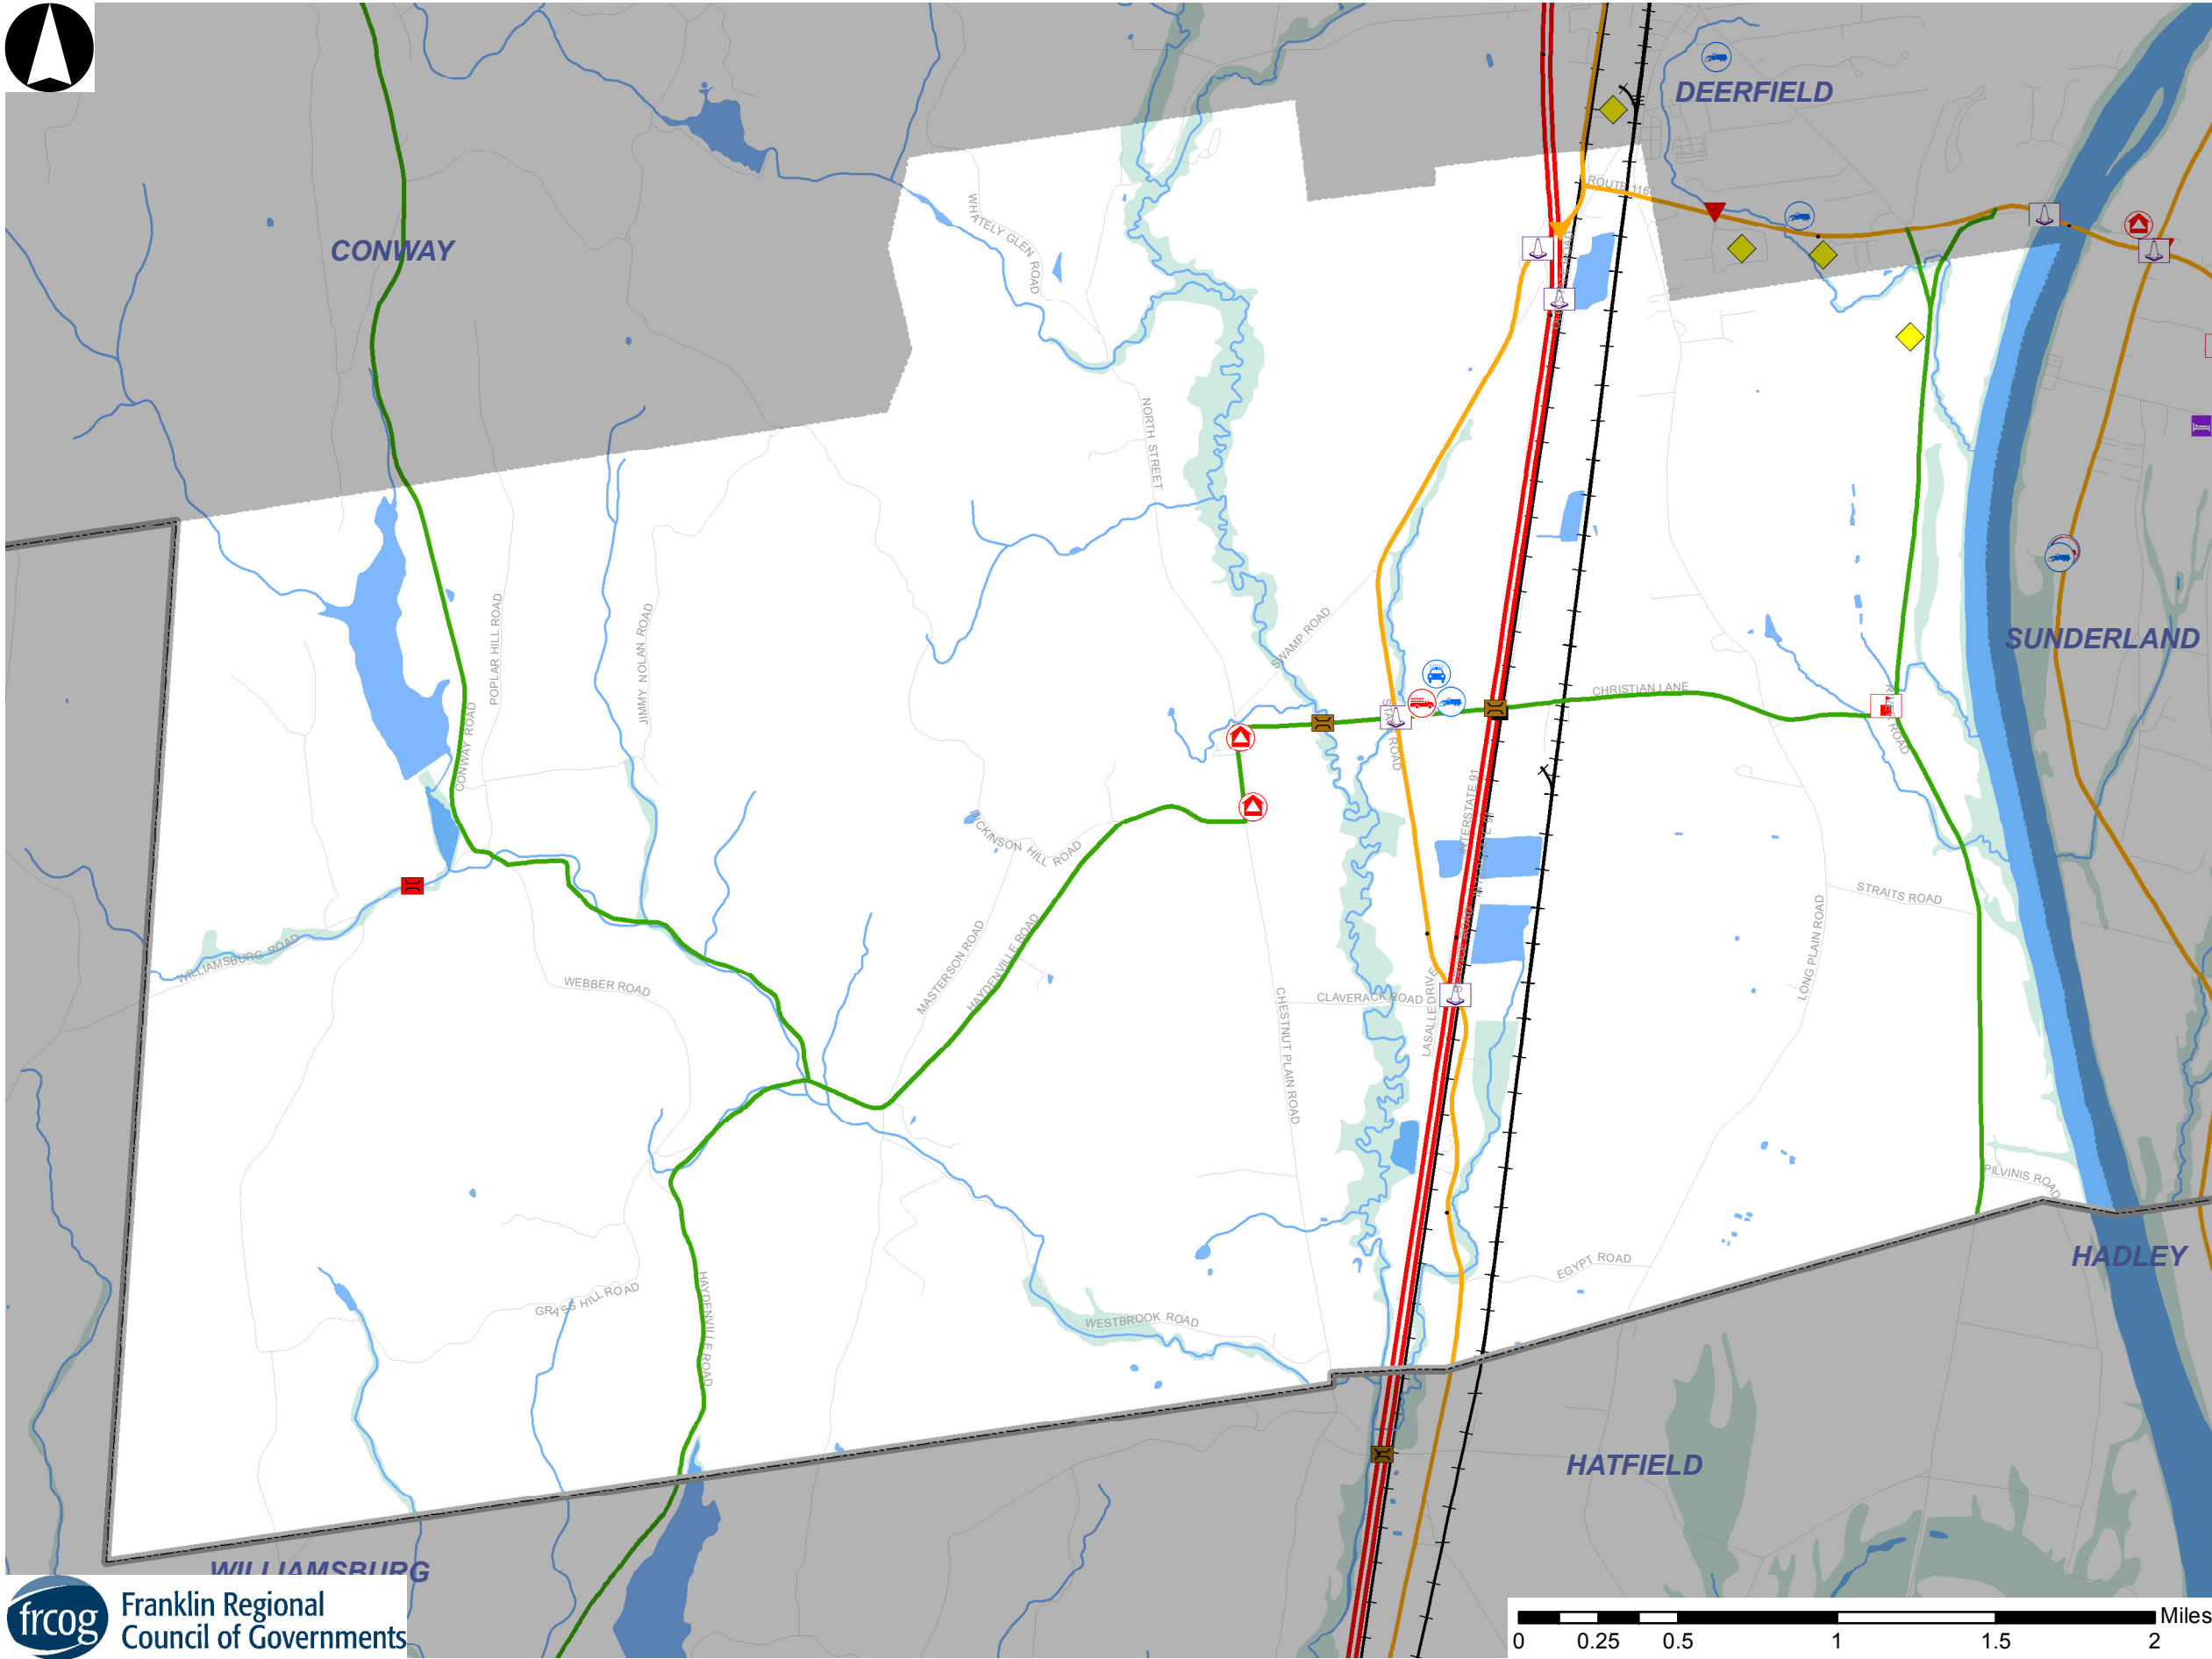 DEERFIELD
ROUTE 116
CONWAY
WHATELY GLEN ROAD
NORTH STREET
SWAMP ROAD
SUNDERLAND
POPLAR HILL ROAD
JIMMY NOLAN ROAD
CONWAY ROAD
CHRISTIAN LANE
INTERSTATE 91
DICKINSON HILL ROAD
STRAITS ROAD
LONG PLAIN ROAD
WILLIAMSBURG ROAD
WEBBER ROAD
MASTERSON ROAD
HAYDENVILLE ROAD
CLAVERACK ROAD
LASALLE DRIVE
CHESTNUT PLAIN ROAD
PILVINIS ROAD
HADLEY
EGYPT ROAD
GRASS HILL ROAD
HAYDENVILLE ROAD
WESTBROOK ROAD
HATFIELD
WILLIAMSBURG
frcog
Franklin Regional
Council of Governments
Miles
0 0.25 0.5 1 1.5 2